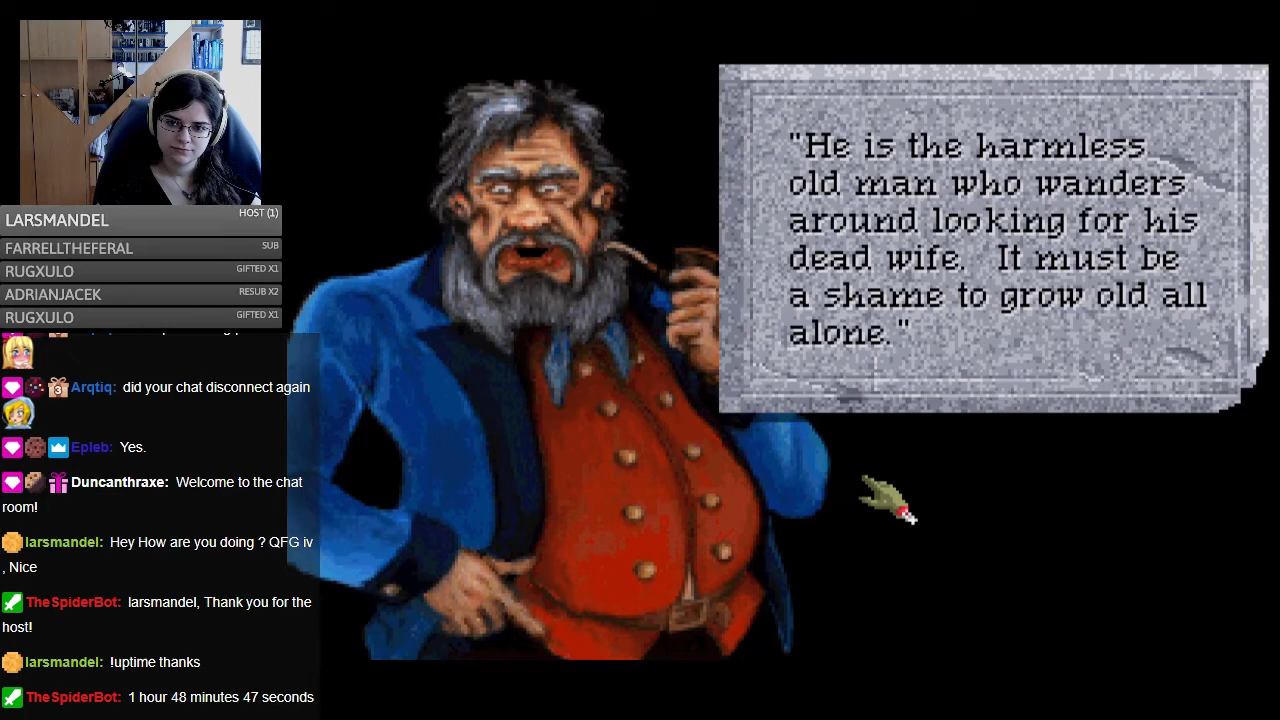 LARSMANDEL HOST (1)
FARRELLTHEFERAL SUB
RUGXULO GIFTED X1
ADRIANJACEK RESUB X2
RUGXULO GIFTED X1
3 Arqtiq: did your chat disconnect again
Epleb: Yes.
Duncanthraxe: Welcome to the chat
room!
larsmandel: Hey How are you doing ? QFG iv
, Nice
TheSpiderBot: larsmandel, Thank you for the
host!
larsmandel: !uptime thanks
TheSpiderBot: 1 hour 48 minutes 47 seconds
"He is the harmless
old man who wanders
around looking for his
dead wife. It must be
a shame to grow old all
alone."